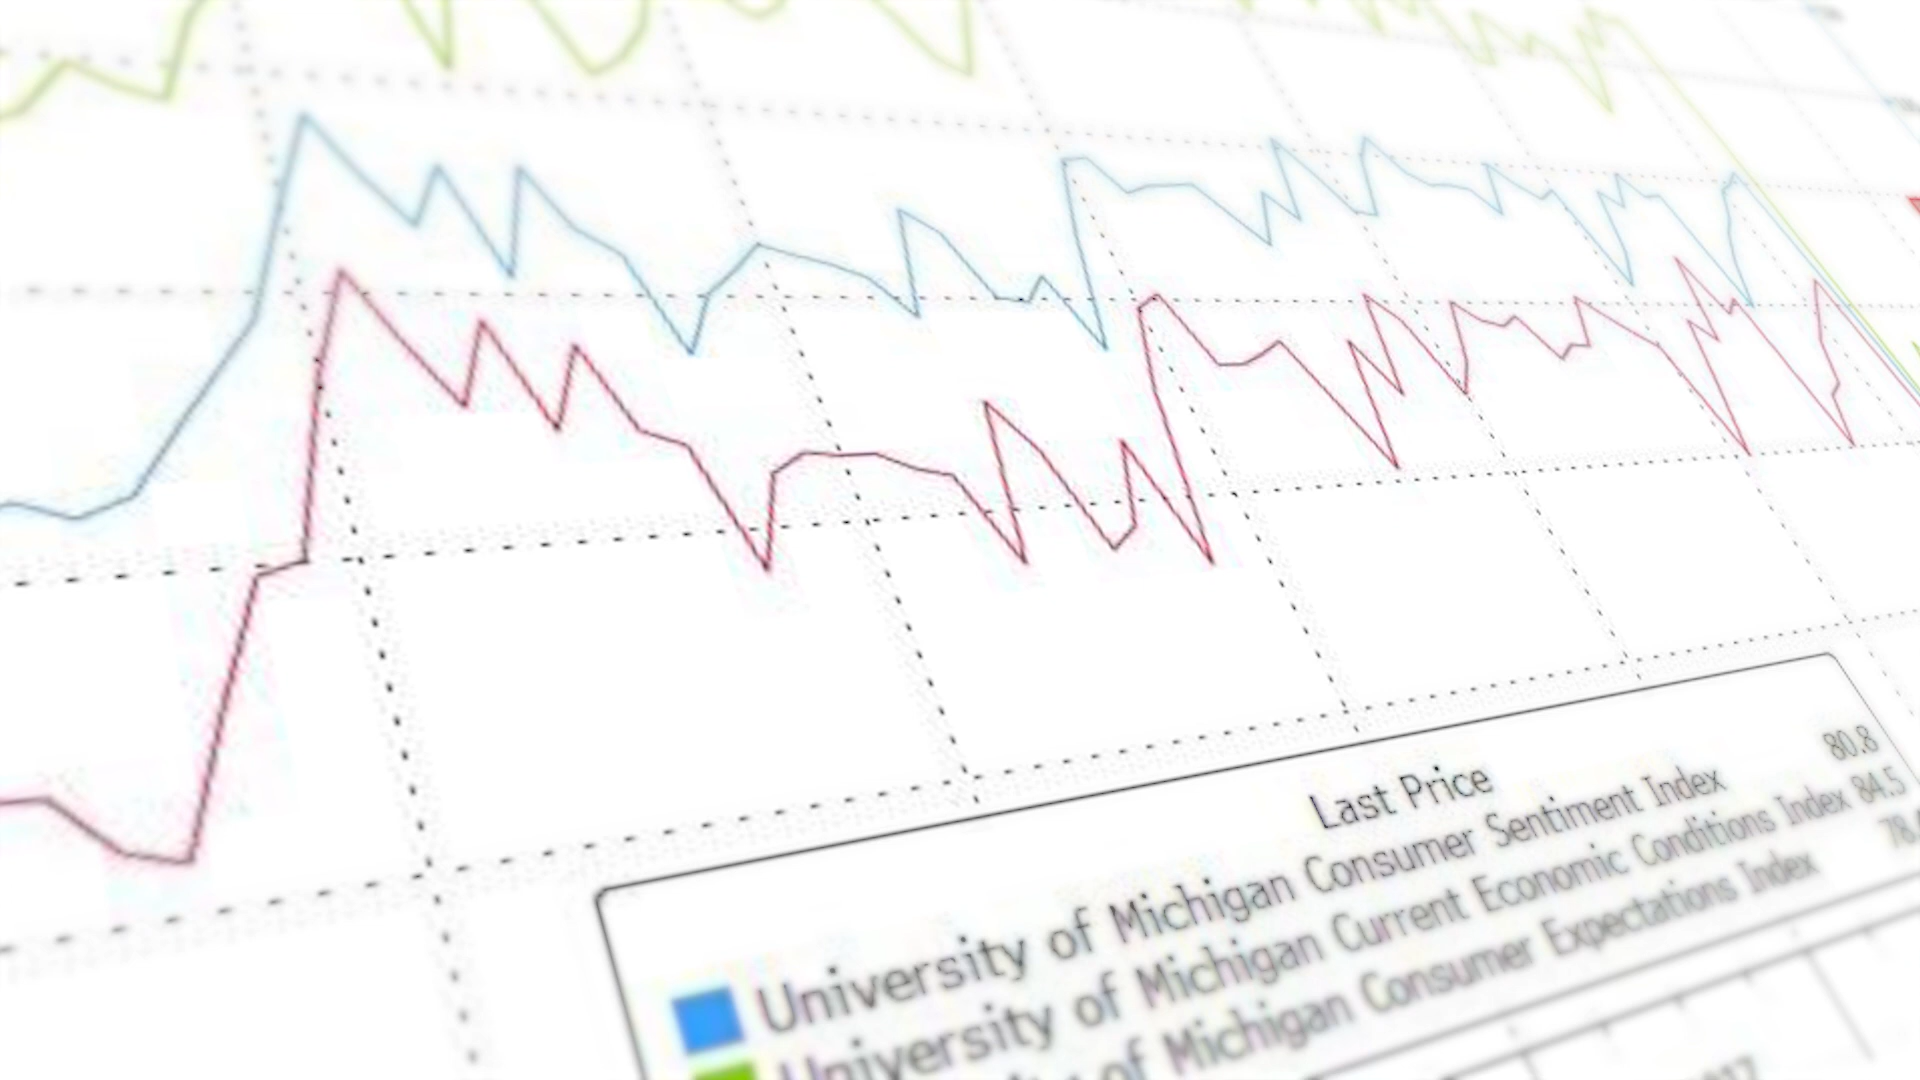 Last Price
University of Michigan Consumer Sentiment Index 80.8
University of Michigan Current Economic Conditions Index 84.5
of Michigan Consumer Expectations Index